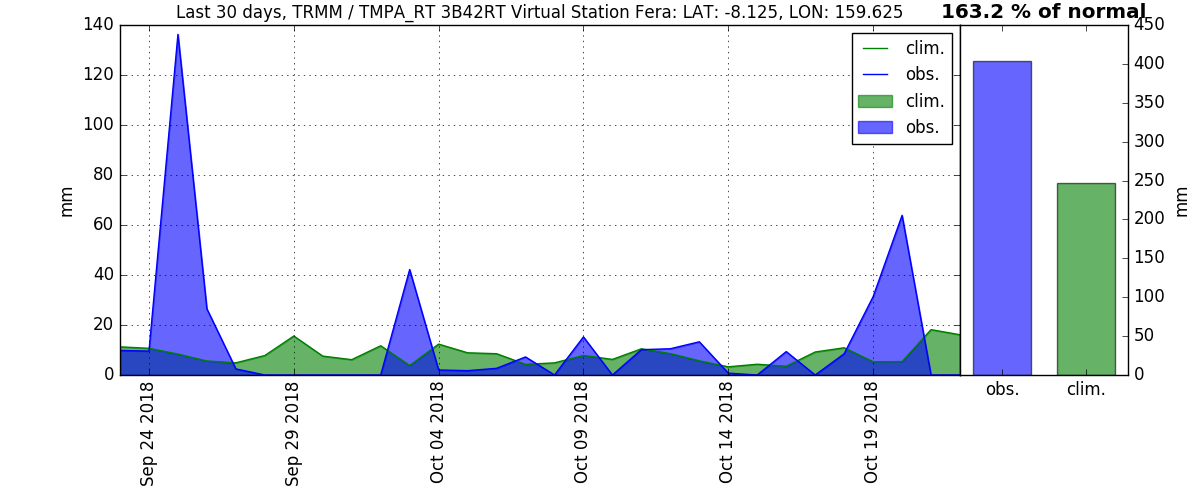 Last 30 days, TRMM / TMPA_RT 3B42RT Virtual Station Fera: LAT: -8.125, LON: 159.625
163.2 % of normal
140
120
100
80
60
40
20
0
mm
clim.
obs.
clim.
obs.
Sep 24 2018
Sep 29 2018
Oct 04 2018
Oct 09 2018
Oct 14 2018
Oct 19 2018
450
400
350
300
250
200
150
100
50
0
mm
obs.
clim.